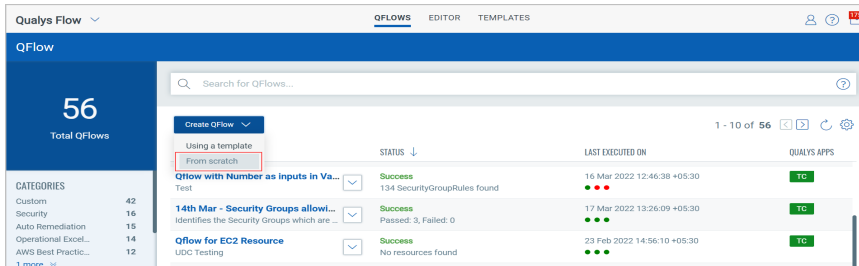 Qualys Flow
QFLOWS EDITOR TEMPLATES
QFlow
56
Total QFlows
Search for QFlows...
Create QFlow
1 - 10 of 56
Using a template
From scratch
STATUS LAST EXECUTED ON QUALYS APPS
CATEGORIES
Custom 42
Security 16
Auto Remediation 15
Operational Excel... 14
AWS Best Practic... 12
1 more
Qflow with Number as inputs in Va... Success 16 Mar 2022 12:46:38 +05:30 TC
Test 134 SecurityGroupRules found
14th Mar - Security Groups allowi... Success 17 Mar 2022 13:26:09 +05:30 TC
Identifies the Security Groups which are ... Passed: 3, Failed: 0
Qflow for EC2 Resource Success 23 Feb 2022 14:56:10 +05:30 TC
UDC Testing No resources found